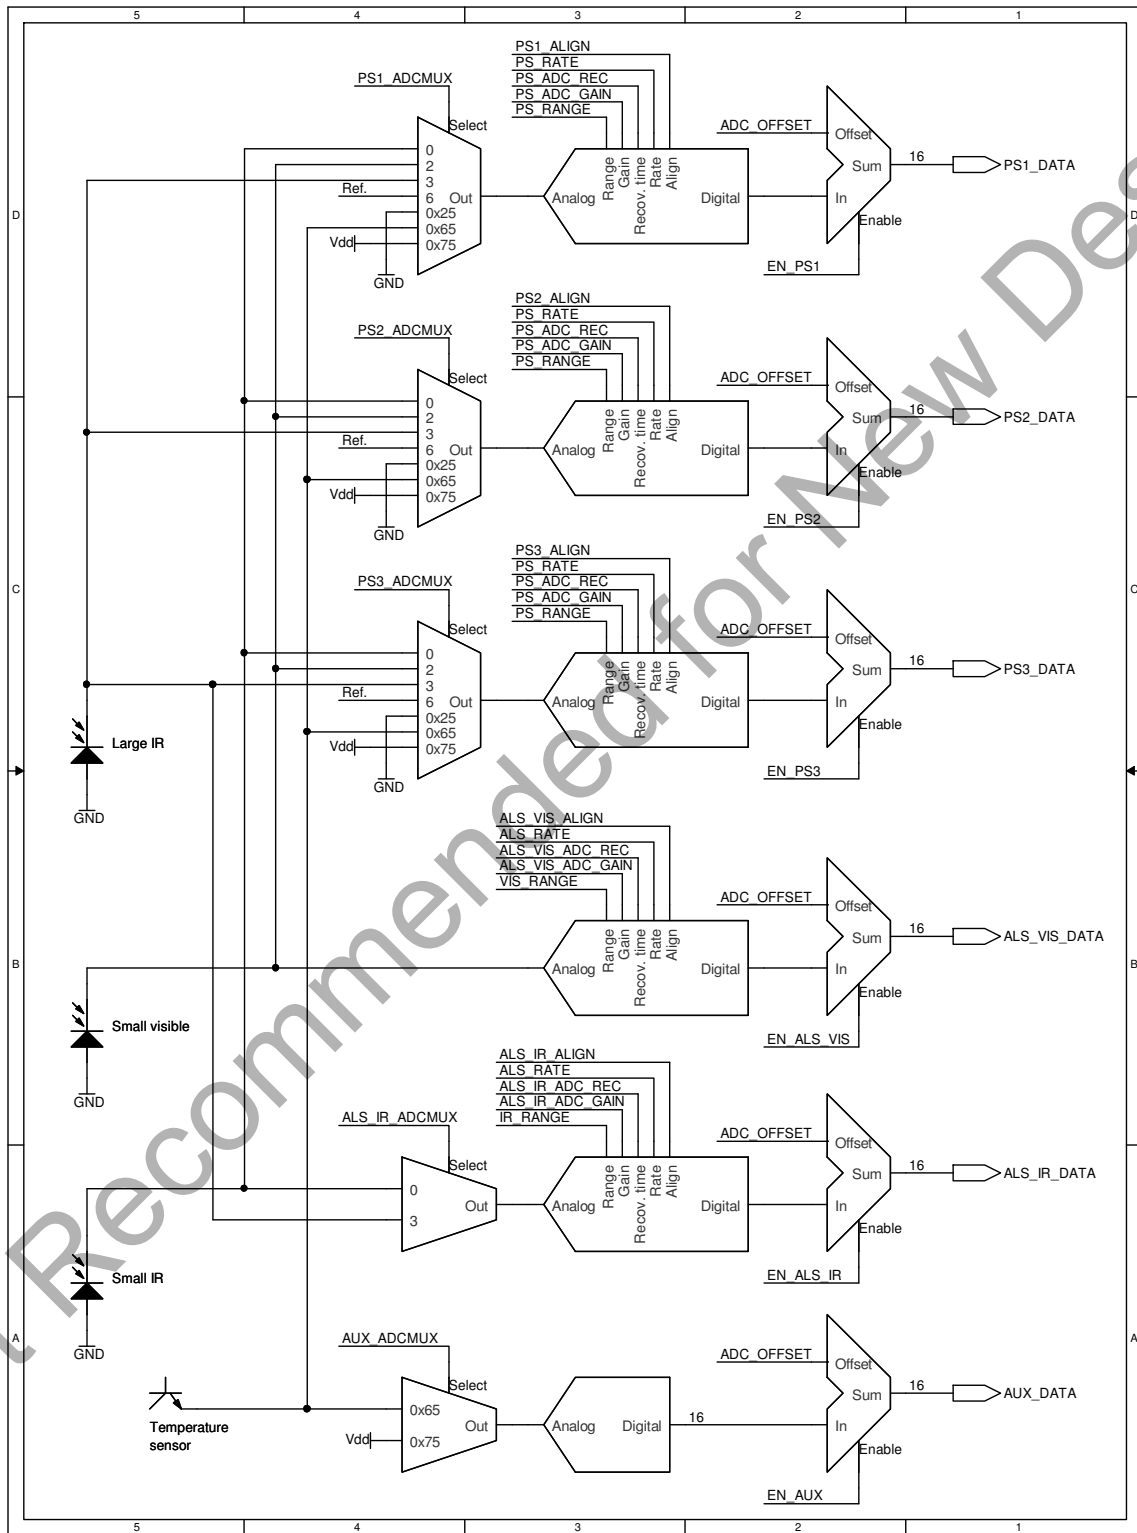 5 4 3 2 1
PS1_ALIGN
PS_RATE
PS_ADC_REC
PS_ADC_GAIN
PS_RANGE
PS1_ADCMUX
Select
0
2
3
Ref.
6 Out
0x25
0x65
Vdd 0x75
GND
Analog Range Gain Recov. time Rate Align Digital
ADC_OFFSET
Offset
Sum 16 PS1_DATA
In
Enable
EN_PS1
D D
PS2_ALIGN
PS_RATE
PS_ADC_REC
PS_ADC_GAIN
PS_RANGE
PS2_ADCMUX
Select
0
2
3
Ref.
6 Out
0x25
0x65
Vdd 0x75
GND
Analog Range Gain Recov. time Rate Align Digital
ADC_OFFSET
Offset
Sum 16 PS2_DATA
In
Enable
EN_PS2
C C
PS3_ALIGN
PS_RATE
PS_ADC_REC
PS_ADC_GAIN
PS_RANGE
PS3_ADCMUX
Select
0
2
3
Ref.
6 Out
0x25
0x65
Vdd 0x75
GND
Analog Range Gain Recov. time Rate Align Digital
ADC_OFFSET
Offset
Sum 16 PS3_DATA
In
Enable
EN_PS3
Large IR
GND
ALS_VIS_ALIGN
ALS_RATE
ALS_VIS_ADC_REC
ALS_VIS_ADC_GAIN
VIS_RANGE
Analog Range Gain Recov. time Rate Align Digital
ADC_OFFSET
Offset
Sum 16 ALS_VIS_DATA
In
Enable
EN_ALS_VIS
B B
Small visible
GND
ALS_IR_ALIGN
ALS_RATE
ALS_IR_ADC_REC
ALS_IR_ADC_GAIN
IR_RANGE
ALS_IR_ADCMUX
Select
0
Out
3
Analog Range Gain Recov. time Rate Align Digital
ADC_OFFSET
Offset
Sum 16 ALS_IR_DATA
In
Enable
EN_ALS_IR
Small IR
GND
A A
AUX_ADCMUX
Select
0x65
Out
Vdd 0x75
Temperature
sensor
Analog Digital 16
ADC_OFFSET
Offset
Sum 16 AUX_DATA
In
Enable
EN_AUX
5 4 3 2 1
Recommended for New Des